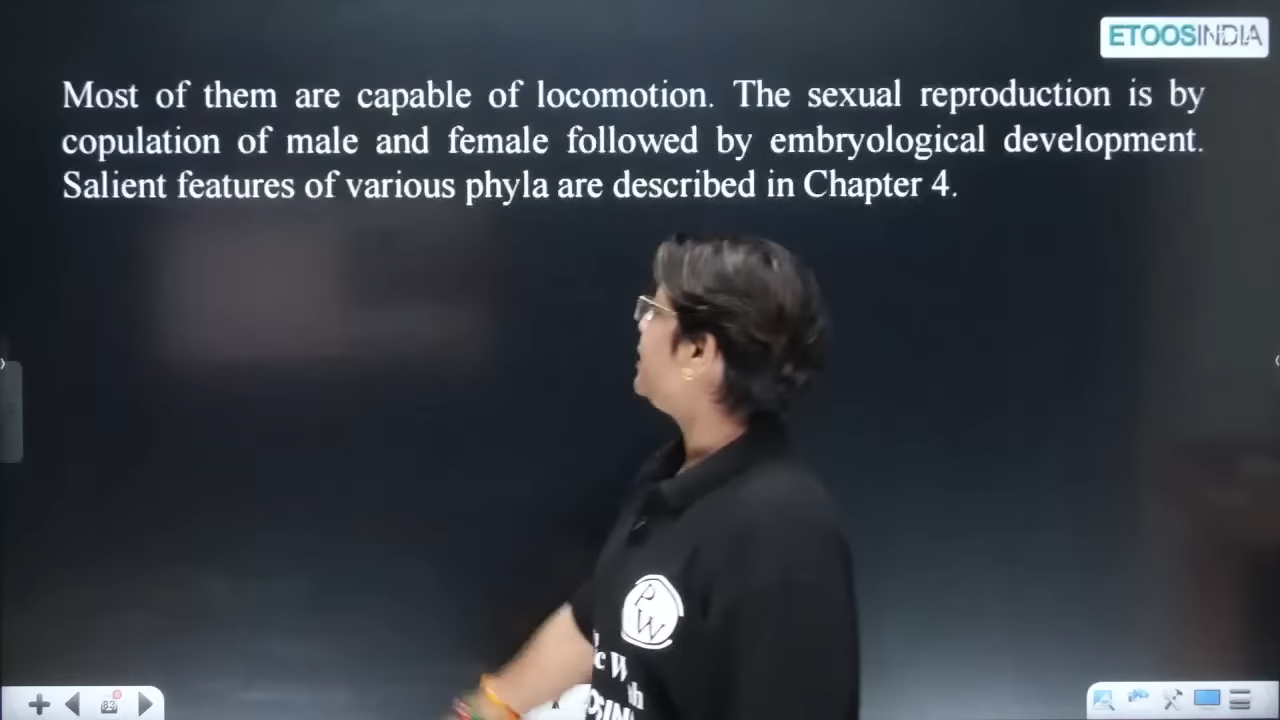 ETOOSINDIA
Most of them are capable of locomotion. The sexual reproduction is by
copulation of male and female followed by embryological development.
Salient features of various phyla are described in Chapter 4.
P
W
83